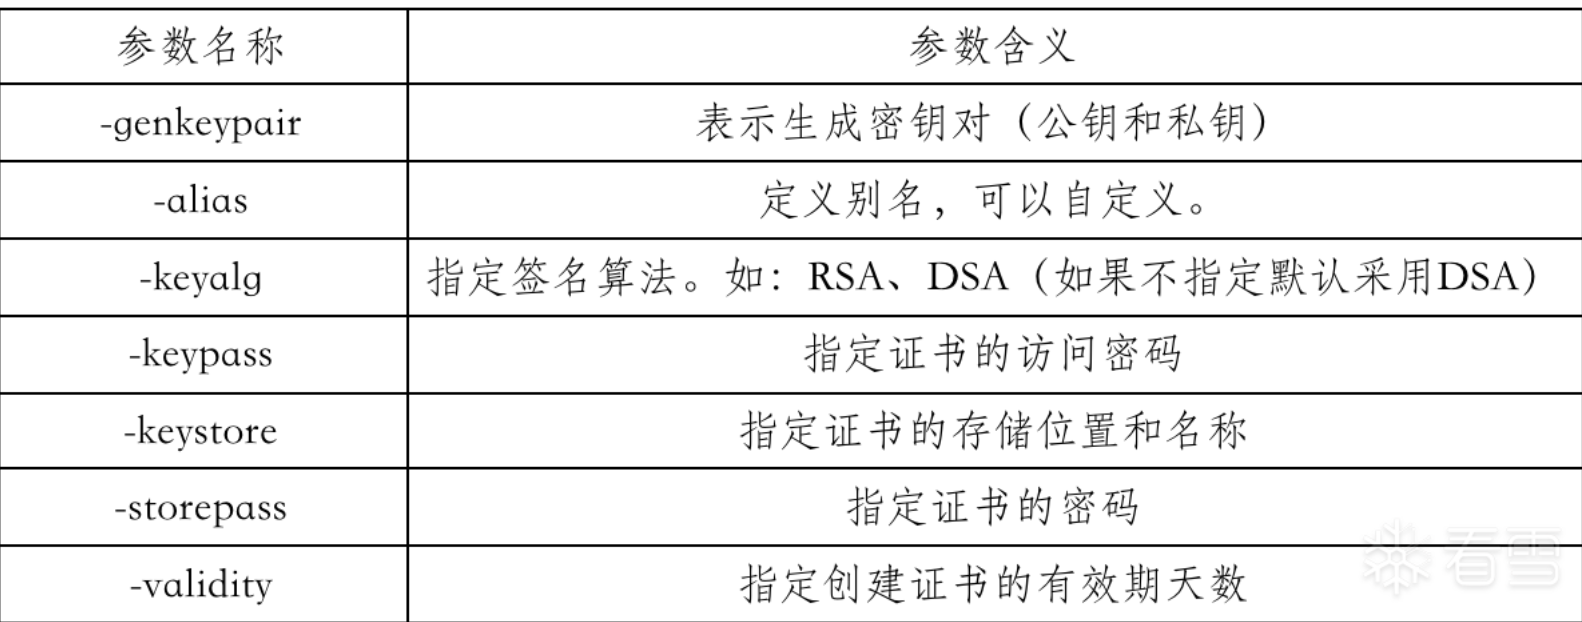 参数名称 参数含义
-genkeypair 表示生成密钥对（公钥和私钥）
-alias 定义别名，可以自定义。
-keyalg 指定签名算法。如：RSA、DSA（如果不指定默认采用DSA）
-keypass 指定证书的访问密码
-keystore 指定证书的存储位置和名称
-storepass 指定证书的密码
-validity 指定创建证书的有效期天数
看雪